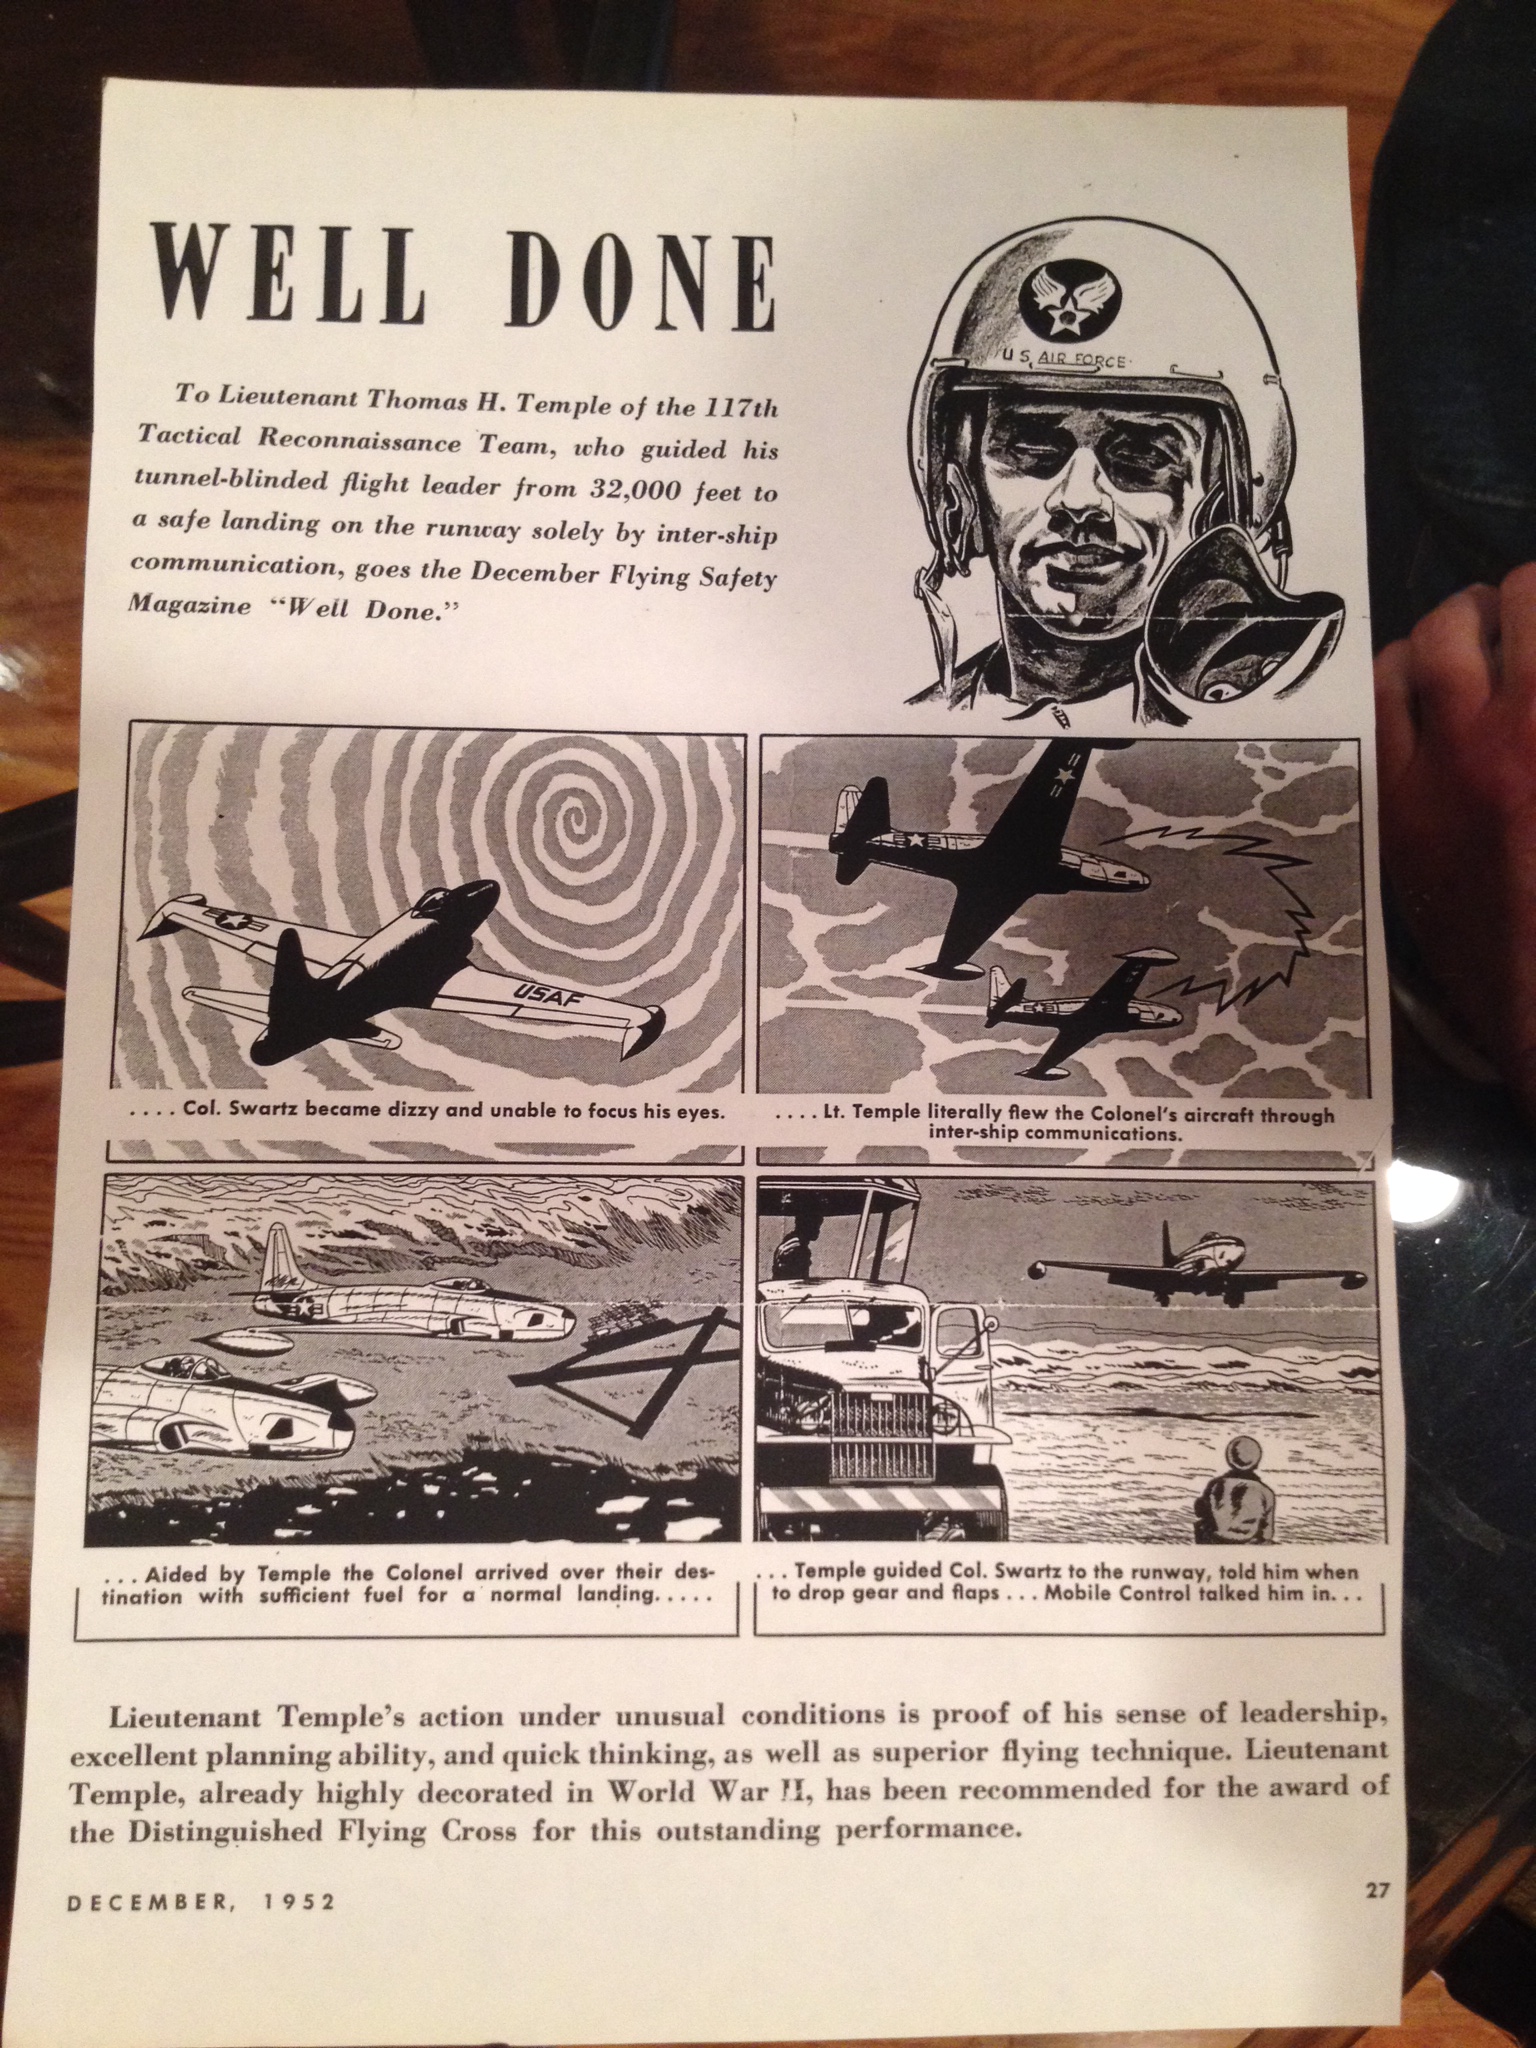 WELL DONE
To Lieutenant Thomas H. Temple of the 117th
Tactical Reconnaissance Team, who guided his
tunnel-blinded flight leader from 32,000 feet to
a safe landing on the runway solely by inter-ship
communication, goes the December Flying Safety
Magazine “Well Done.”
U.S. AIR FORCE
USAF
.... Col. Swartz became dizzy and unable to focus his eyes.
.... Lt. Temple literally flew the Colonel's aircraft through
inter-ship communications.
... Aided by Temple the Colonel arrived over their des-
tination with sufficient fuel for a normal landing.....
... Temple guided Col. Swartz to the runway, told him when
to drop gear and flaps ... Mobile Control talked him in...
Lieutenant Temple's action under unusual conditions is proof of his sense of leadership,
excellent planning ability, and quick thinking, as well as superior flying technique. Lieutenant
Temple, already highly decorated in World War II, has been recommended for the award of
the Distinguished Flying Cross for this outstanding performance.
DECEMBER, 1952
27